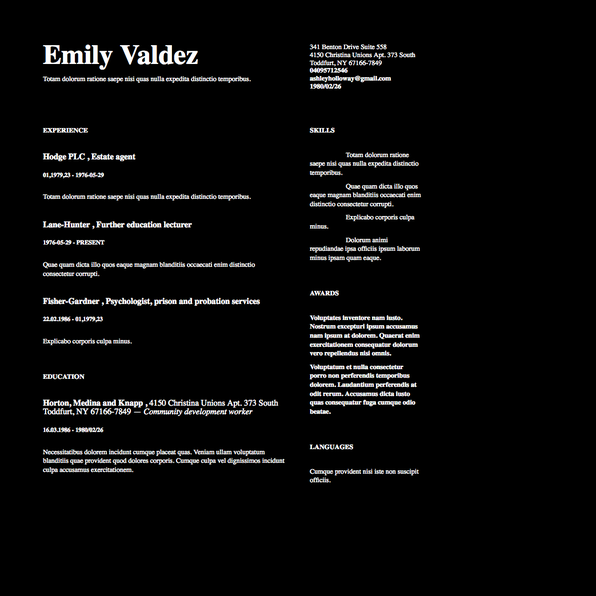 Emily Valdez
Totam dolorum ratione saepe nisi quas nulla expedita distinctio temporibus.
341 Benton Drive Suite 558
4150 Christina Unions Apt. 373 South
Toddfurt, NY 67166-7849
04095712546
ashleyholloway@gmail.com
1980/02/26
EXPERIENCE
Hodge PLC , Estate agent
01,1979,23 - 1976-05-29
Totam dolorum ratione saepe nisi quas nulla expedita distinctio temporibus.
Lane-Hunter , Further education lecturer
1976-05-29 - PRESENT
Quae quam dicta illo quos eaque magnam blanditiis occaecati enim distinctio
consectetur corrupti.
Fisher-Gardner , Psychologist, prison and probation services
22.02.1986 - 01,1979,23
Explicabo corporis culpa minus.
EDUCATION
Horton, Medina and Knapp , 4150 Christina Unions Apt. 373 South
Toddfurt, NY 67166-7849 — Community development worker
16.03.1986 - 1980/02/26
Necessitatibus dolorem incidunt cumque placeat quas. Veniam ullam voluptatum
blanditiis quae provident quod dolores corporis. Cumque culpa vel dignissimos incidunt
culpa accusamus exercitationem.
SKILLS
Totam dolorum ratione
saepe nisi quas nulla expedita distinctio
temporibus.
Quae quam dicta illo quos
eaque magnam blanditiis occaecati enim
distinctio consectetur corrupti.
Explicabo corporis culpa
minus.
Dolorum animi
repudiandae ipsa officiis ipsum laborum
minus ipsam quam eaque.
AWARDS
Voluptates inventore nam iusto.
Nostrum excepturi ipsum accusamus
nam ipsum at dolorem. Quaerat enim
exercitationem consequatur dolorum
vero repellendus nisi omnis.
Voluptatum et nulla consectetur
porro non perferendis temporibus
dolorem. Laudantium perferendis at
odit rerum. Accusamus dicta iusto
quas consequatur fuga cumque odio
beatae.
LANGUAGES
Cumque provident nisi iste non suscipit
officiis.